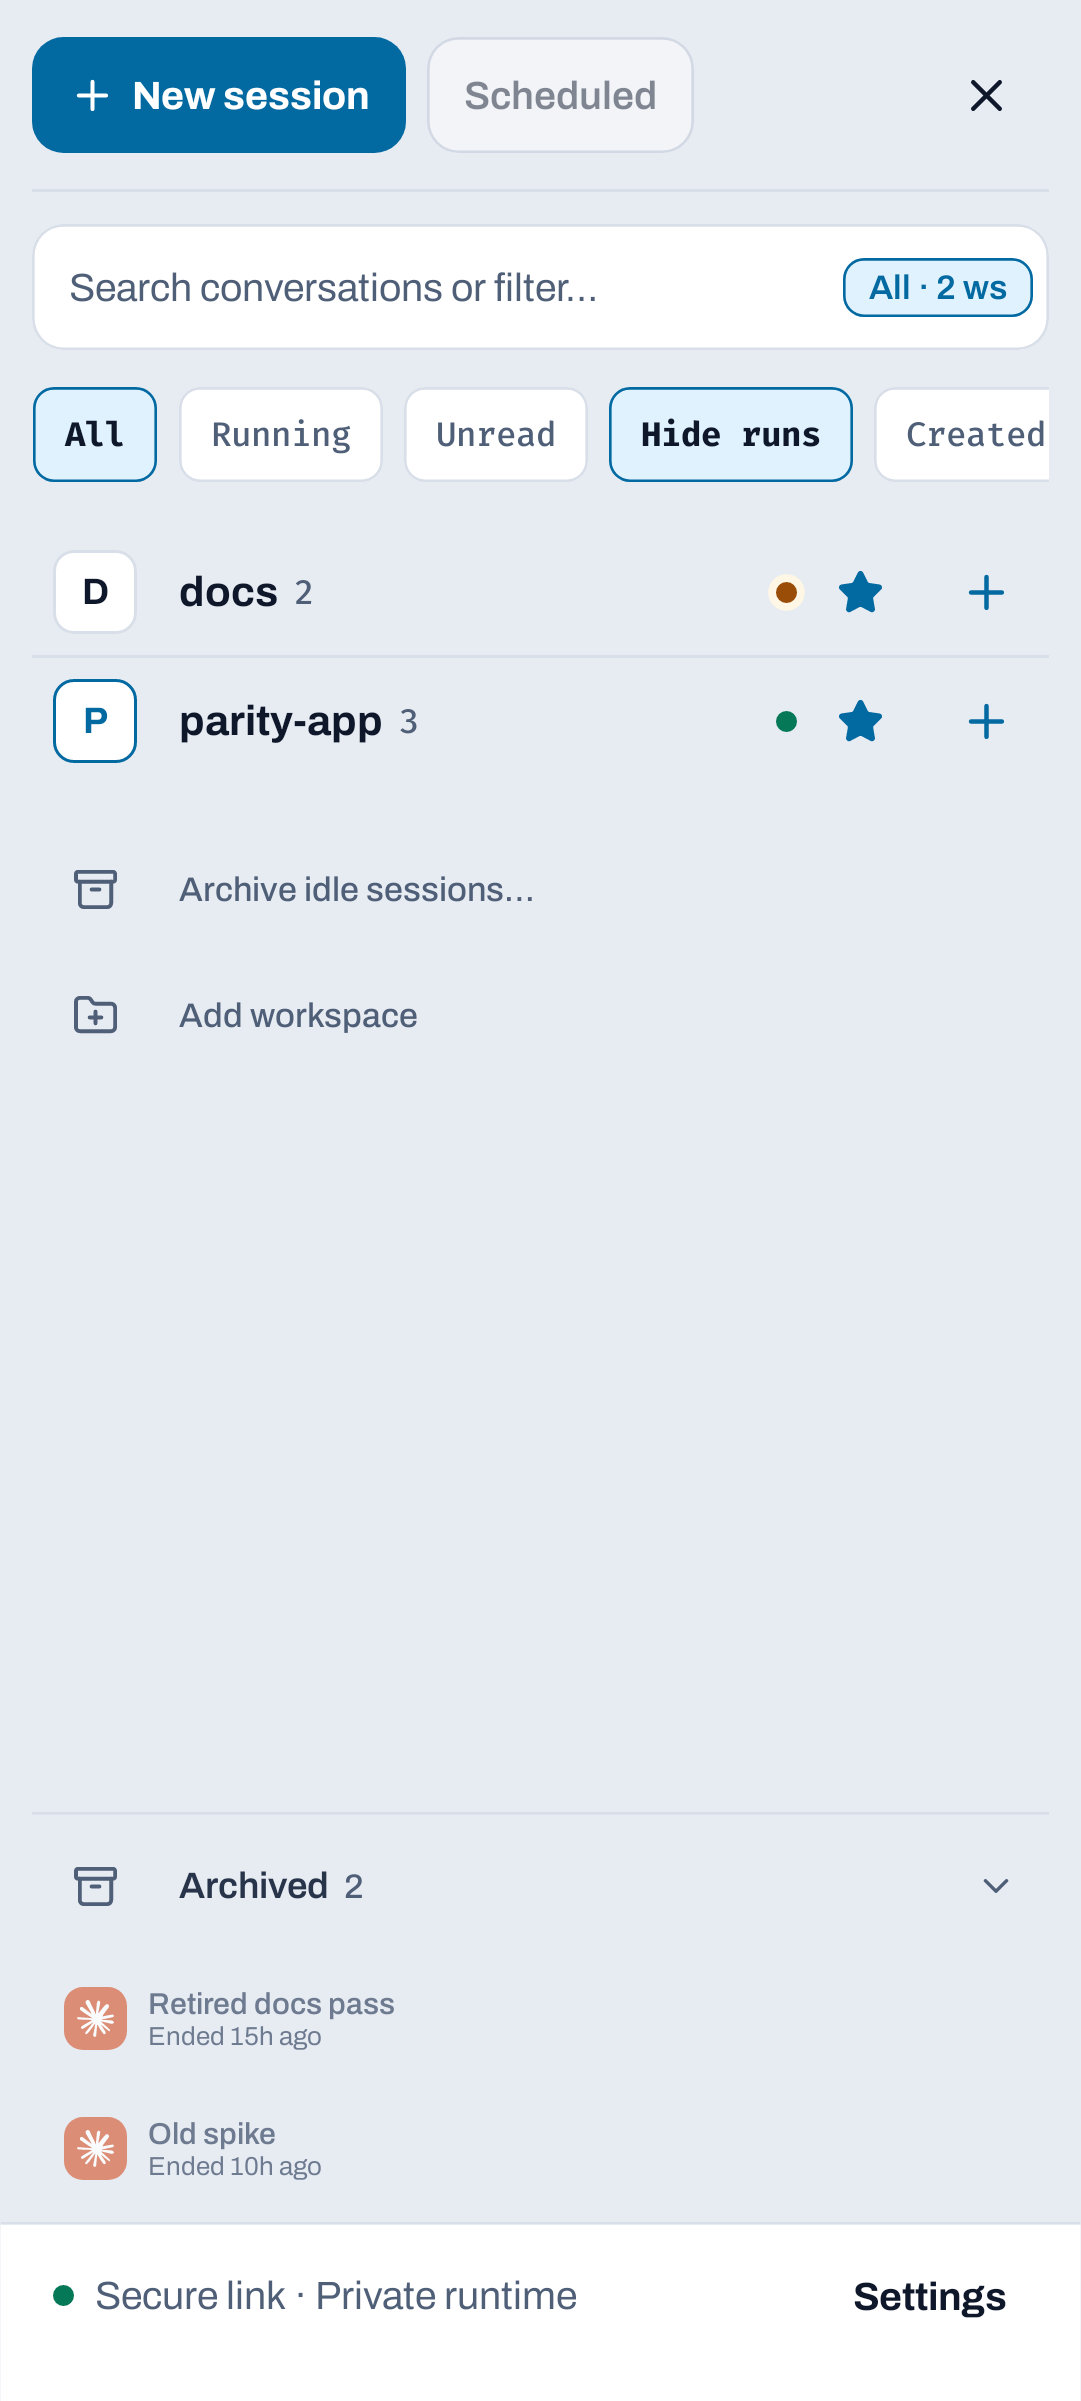 New session
Scheduled
Search conversations or filter...
All · 2 ws
All
Running
Unread
Hide runs
Created
D
docs 2
P
parity-app 3
Archive idle sessions...
Add workspace
Archived 2
Retired docs pass
Ended 15h ago
Old spike
Ended 10h ago
Secure link · Private runtime
Settings